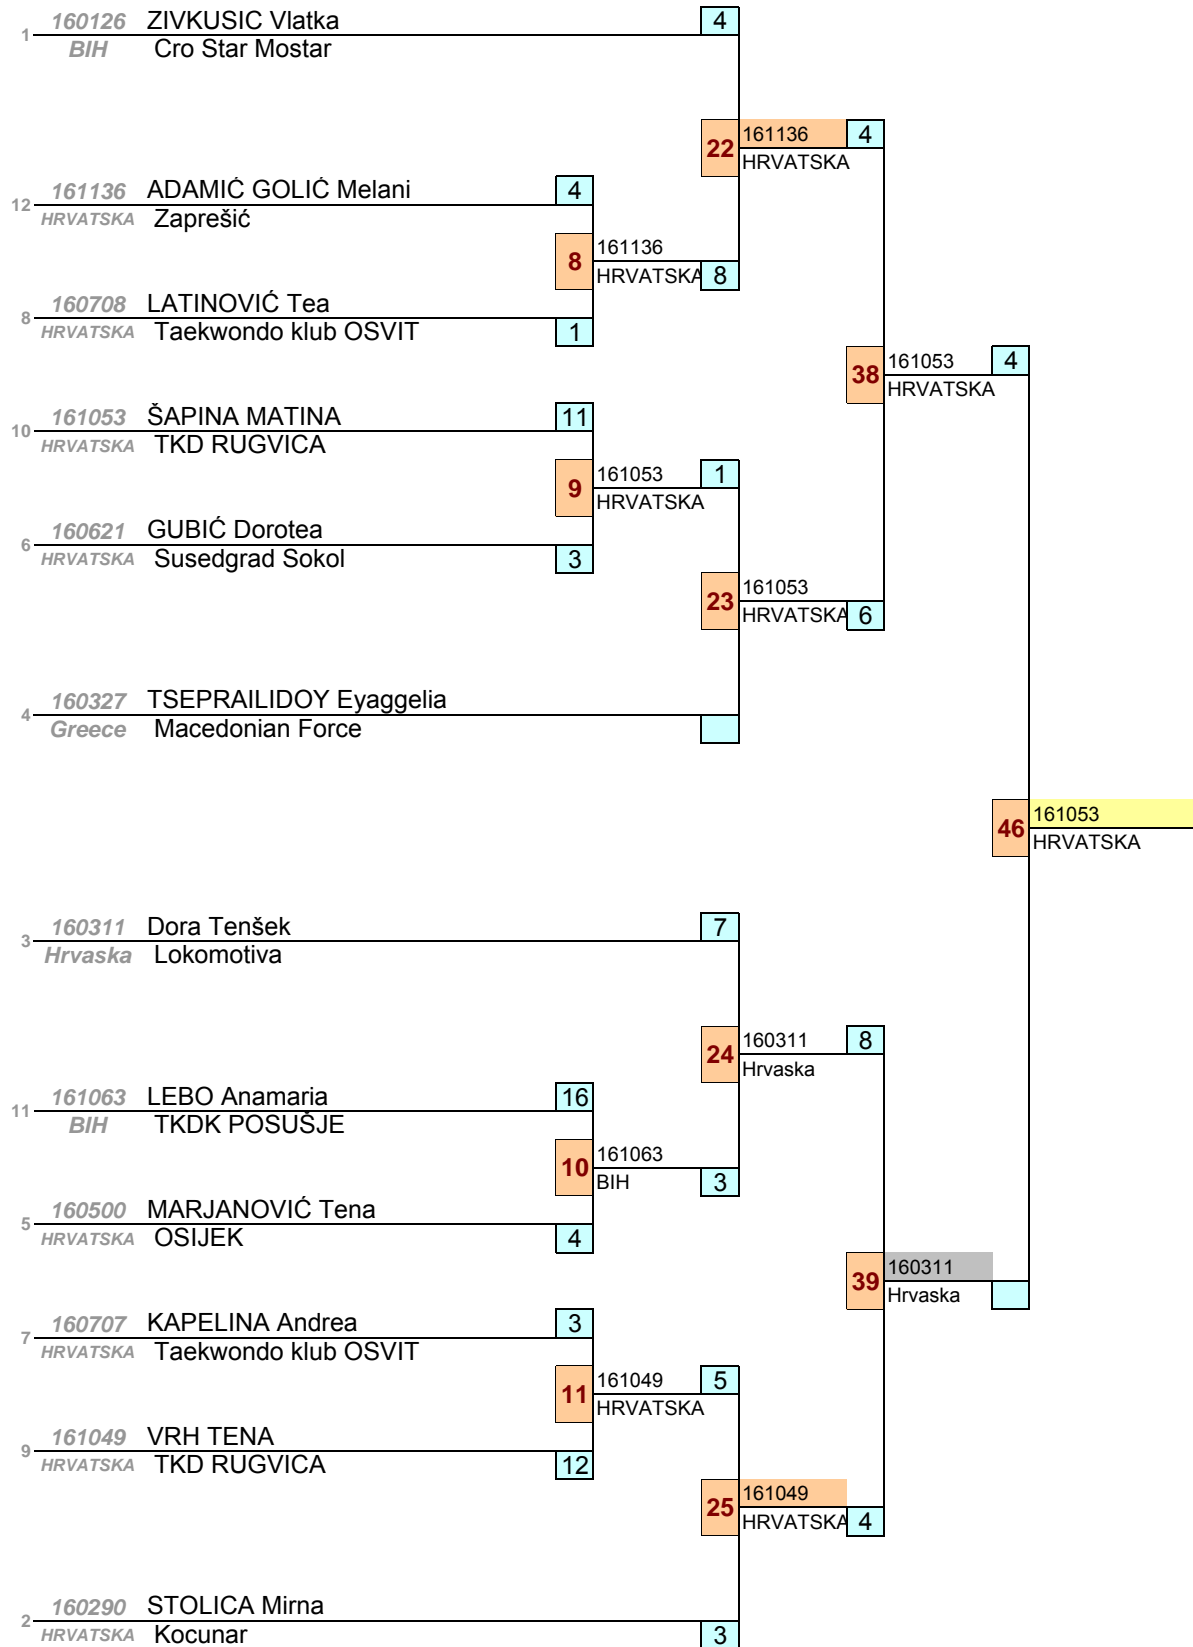 160126 ZIVKUSIC Vlatka 4
1
BIH Cro Star Mostar
22 161136 4
HRVATSKA
161136 ADAMIĆ GOLIĆ Melani 4
12
HRVATSKA Zaprešić
8 161136
HRVATSKA 8
160708 LATINOVIĆ Tea
8
HRVATSKA Taekwondo klub OSVIT 1
38 161053 4
HRVATSKA
161053 ŠAPINA MATINA 11
10
HRVATSKA TKD RUGVICA
9 161053 1
HRVATSKA
160621 GUBIĆ Dorotea
6
HRVATSKA Susedgrad Sokol 3
23 161053
HRVATSKA 6
160327 TSEPRAILIDOY Eyaggelia
4
Greece Macedonian Force
46 161053
HRVATSKA
160311 Dora Tenšek 7
3
Hrvaska Lokomotiva
24 160311 8
Hrvaska
161063 LEBO Anamaria 16
11
BIH TKDK POSUŠJE
10 161063
BIH 3
160500 MARJANOVIĆ Tena
5
HRVATSKA OSIJEK 4
39 160311
Hrvaska
160707 KAPELINA Andrea 3
7
HRVATSKA Taekwondo klub OSVIT
11 161049 5
HRVATSKA
161049 VRH TENA
9
HRVATSKA TKD RUGVICA 12
25 161049
HRVATSKA 4
160290 STOLICA Mirna
2
HRVATSKA Kocunar 3